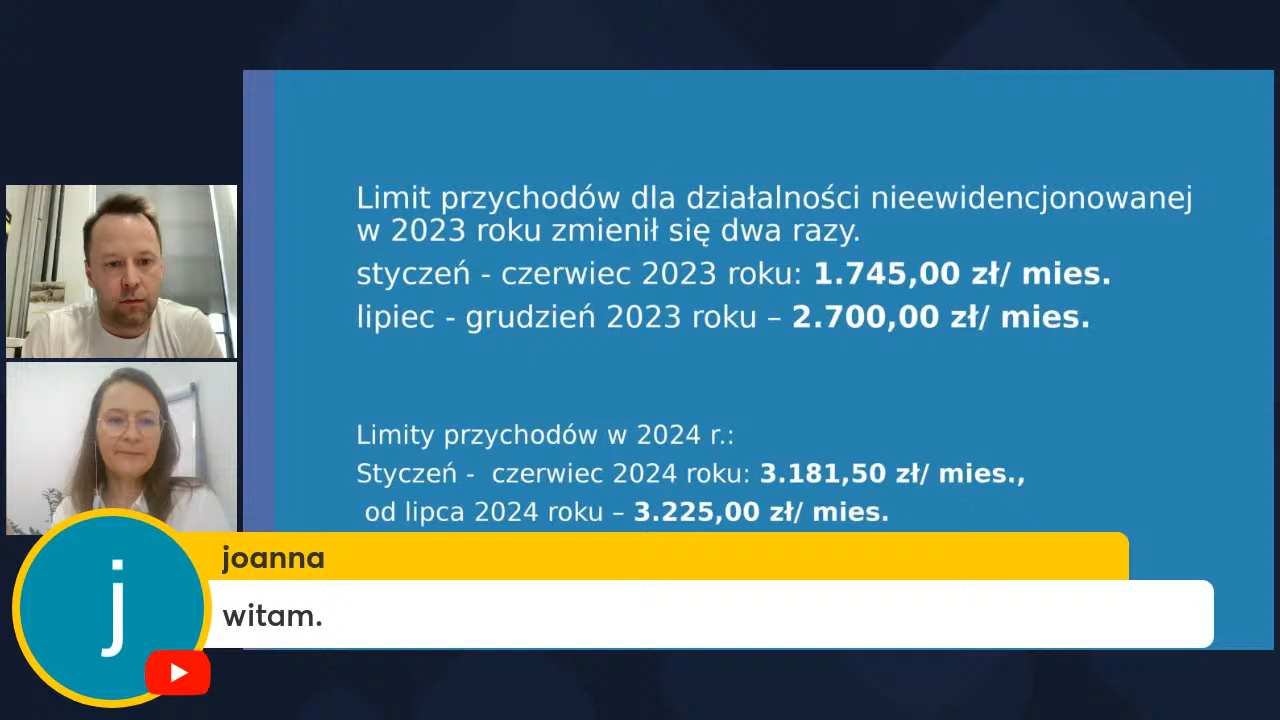 Limit przychodów dla działalności nieewidencjonowanej
w 2023 roku zmienił się dwa razy.
styczeń - czerwiec 2023 roku: 1.745,00 zł/ mies.
lipiec - grudzień 2023 roku – 2.700,00 zł/ mies.
Limity przychodów w 2024 r.:
Styczeń - czerwiec 2024 roku: 3.181,50 zł/ mies.,
od lipca 2024 roku – 3.225,00 zł/ mies.
j
joanna
witam.